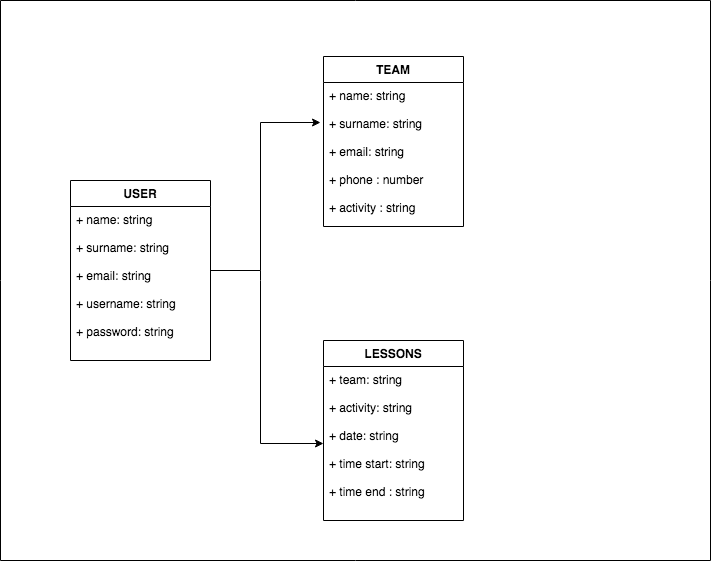 TEAM
+ name: string
+ surname: string
+ email: string
+ phone : number
+ activity : string
USER
+ name: string
+ surname: string
+ email: string
+ username: string
+ password: string
LESSONS
+ team: string
+ activity: string
+ date: string
+ time start: string
+ time end : string